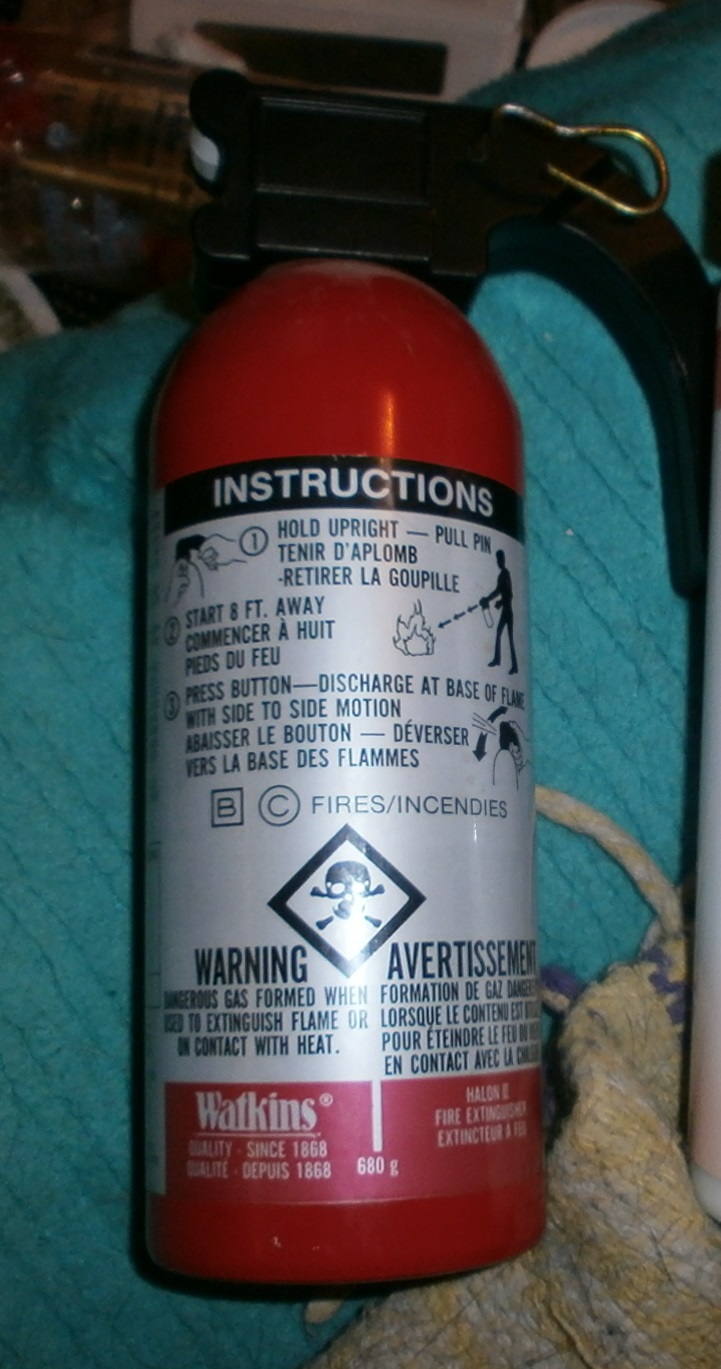 INSTRUCTIONS
1 HOLD UPRIGHT — PULL PIN
TENIR D'APLOMB
-RETIRER LA GOUPILLE
2 START 8 FT. AWAY
COMMENCER À HUIT
PIEDS DU FEU
3 PRESS BUTTON—DISCHARGE AT BASE OF FLAME
WITH SIDE TO SIDE MOTION
ABAISSER LE BOUTON — DÉVERSER
VERS LA BASE DES FLAMMES
B C FIRES/INCENDIES
WARNING
DANGEROUS GAS FORMED WHEN
USED TO EXTINGUISH FLAME OR
ON CONTACT WITH HEAT.
AVERTISSEMENT
FORMATION DE GAZ
LORSQUE LE CONTENU EST
POUR ÉTEINDRE LE FEU OU
EN CONTACT AVEC LA
Watkins®
QUALITY · SINCE 1868
QUALITÉ · DEPUIS 1868
680 g
HALON
FIRE EXTINGUISHER
EXTINCTEUR À FEU